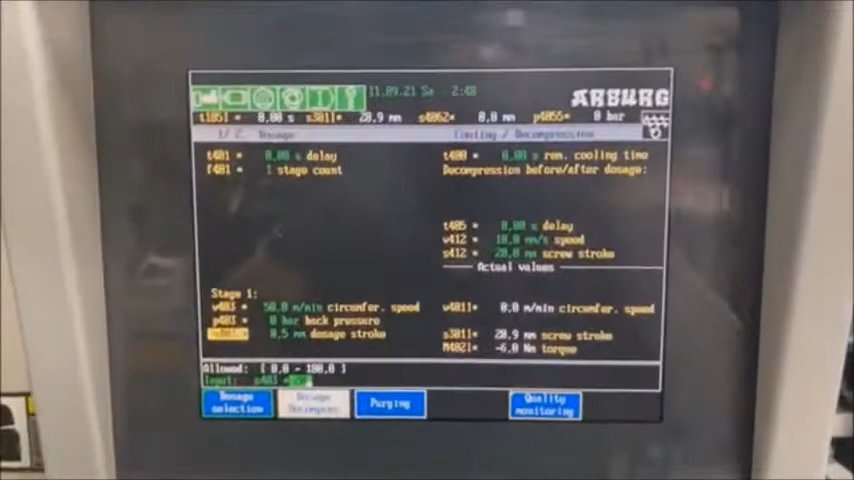 11.09.21 Sa 2:48
ARBURG
t1051 * 0,00 s s3011* 28,9 mm s4062* 0,0 mm p4055* 0 bar
1/ 2 Dosage Cooling / Decompression
t401 * 0,00 s delay t400 * 0,00 s rem. cooling time
f401 * 1 stage count Decompression before/after dosage:
t405 * 0,00 s delay
v412 * 10,0 mm/s speed
s412 * 20,0 mm screw stroke
Actual values
Stage 1:
v403 * 50,0 m/min circumfer. speed v4011* 0,0 m/min circumfer. speed
p403 * 0 bar back pressure
0,5 mm dosage stroke s3011* 28,9 mm screw stroke
M4021* -6,0 Nm torque
Allowed: [ 0,0 - 180,0 ]
Input: s403
Dosage selection
Dosage Decompress
Purging
Quality monitoring